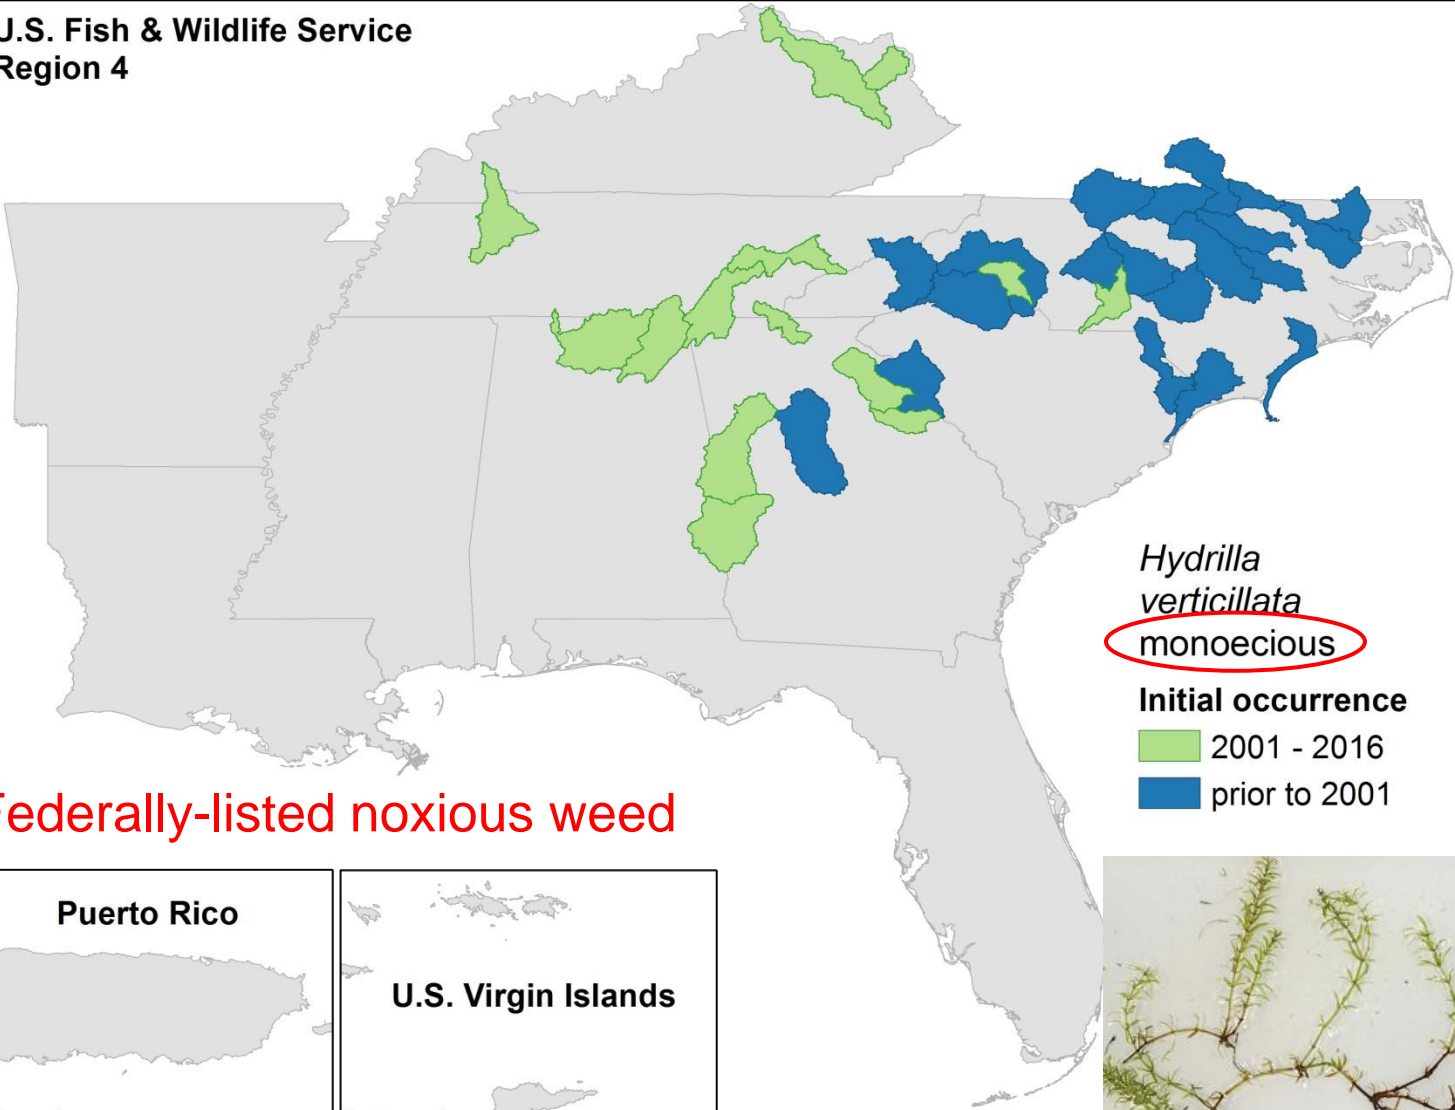 U.S. Fish & Wildlife Service
Region 4
Hydrilla
verticillata
monoecious
Initial occurrence
2001 - 2016
prior to 2001
Federally-listed noxious weed
Puerto Rico
U.S. Virgin Islands